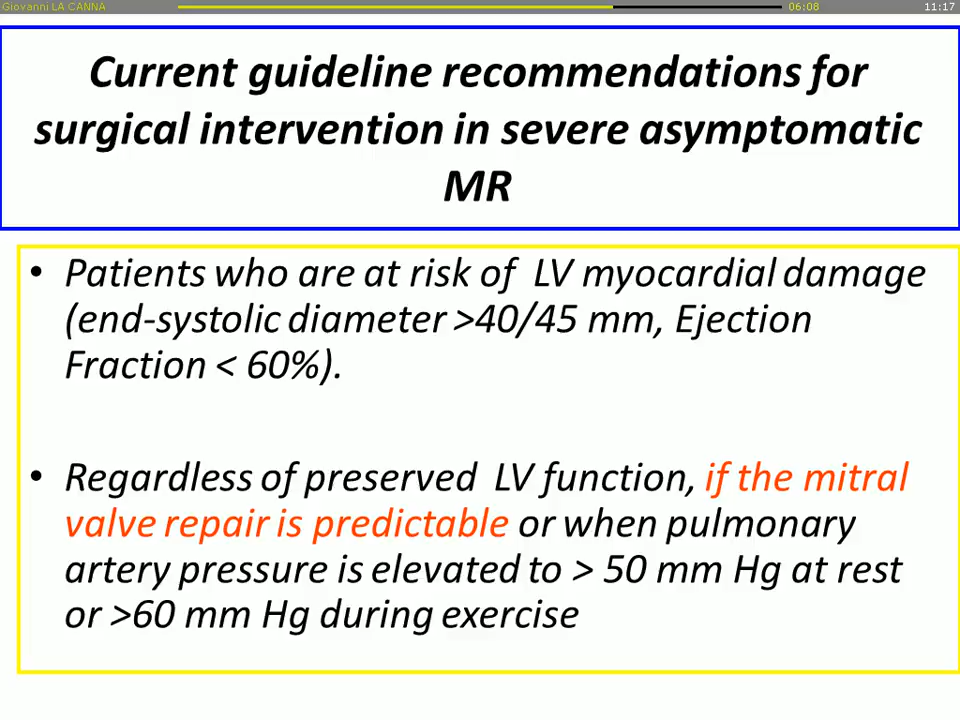 Giovanni LA CANNA 06:08 11:17
Current guideline recommendations for
surgical intervention in severe asymptomatic
MR
• Patients who are at risk of LV myocardial damage
(end-systolic diameter >40/45 mm, Ejection
Fraction < 60%).
• Regardless of preserved LV function, if the mitral
valve repair is predictable or when pulmonary
artery pressure is elevated to > 50 mm Hg at rest
or >60 mm Hg during exercise